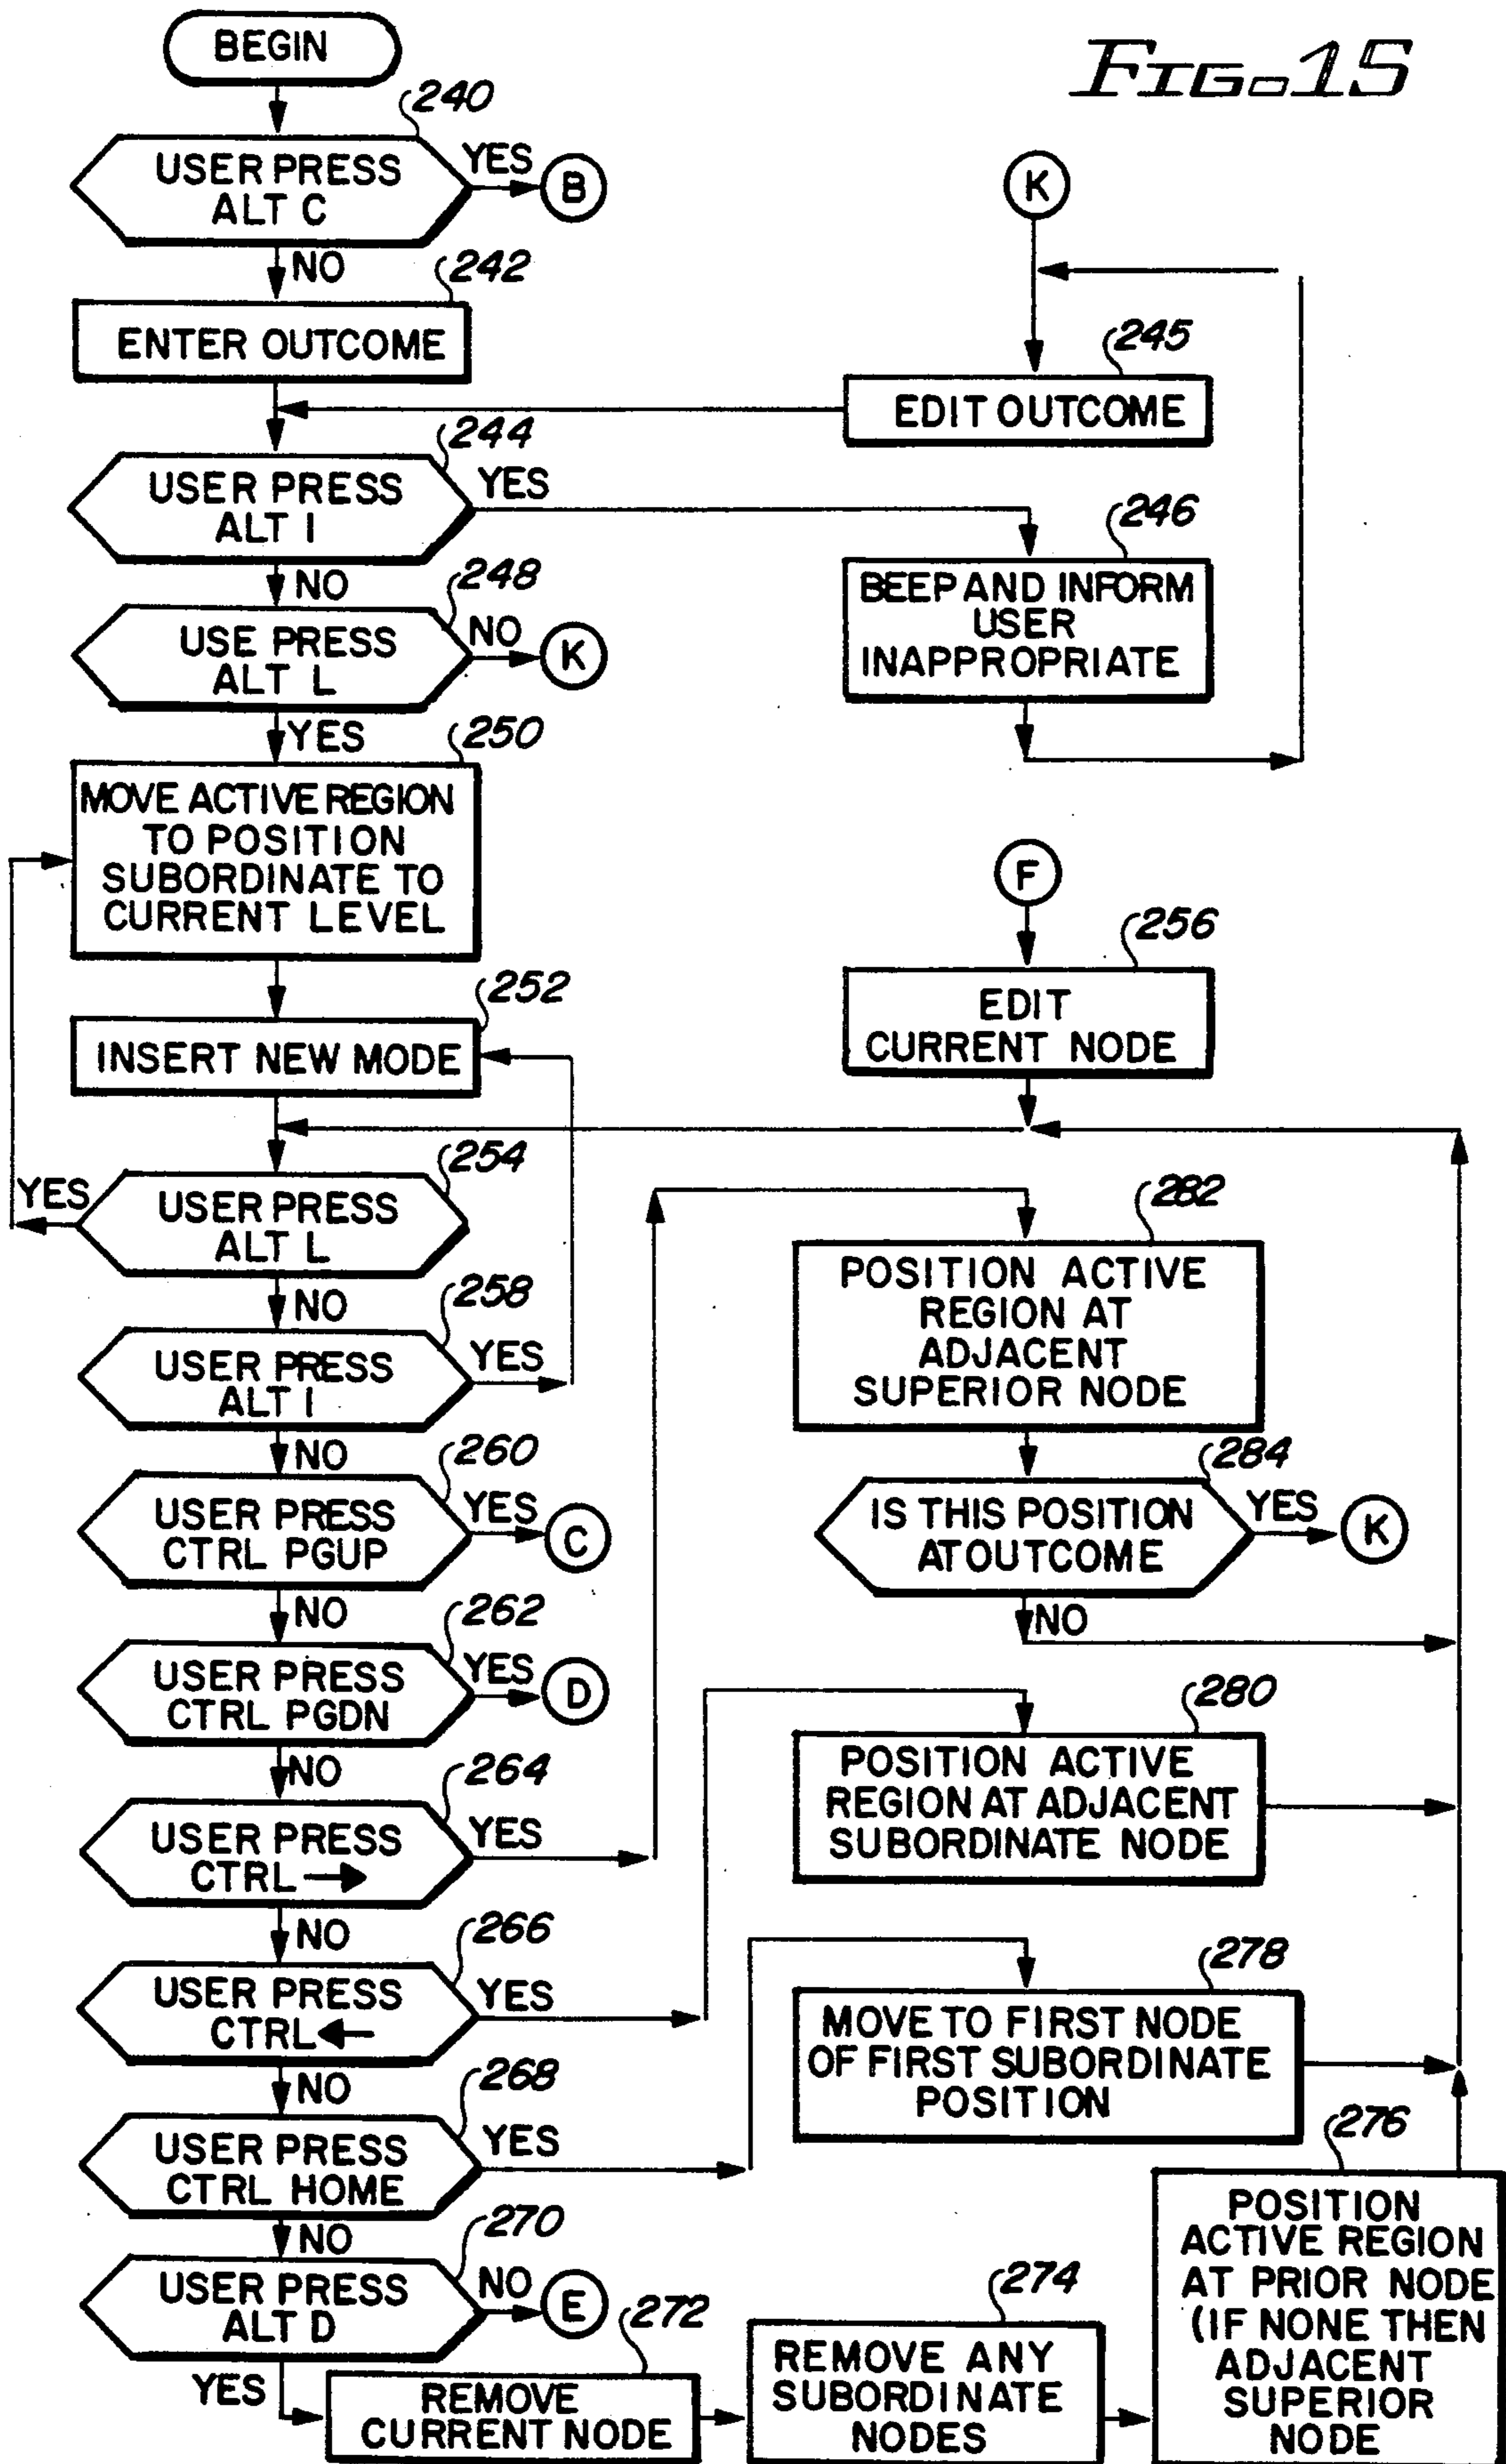 FIG. 15
BEGIN
240
USER PRESS
ALT C
YES
B
NO
242
ENTER OUTCOME
K
245
EDIT OUTCOME
244
USER PRESS
ALT I
YES
246
BEEP AND INFORM
USER
INAPPROPRIATE
NO
248
USE PRESS
ALT L
NO
K
YES
250
MOVE ACTIVE REGION
TO POSITION
SUBORDINATE TO
CURRENT LEVEL
252
INSERT NEW MODE
F
256
EDIT
CURRENT NODE
254
USER PRESS
ALT L
YES
NO
258
USER PRESS
ALT I
YES
NO
260
USER PRESS
CTRL PGUP
YES
C
NO
262
USER PRESS
CTRL PGDN
YES
D
NO
264
USER PRESS
CTRL →
YES
NO
266
USER PRESS
CTRL ←
YES
NO
268
USER PRESS
CTRL HOME
YES
NO
270
USER PRESS
ALT D
NO
E
YES
282
POSITION ACTIVE
REGION AT
ADJACENT
SUPERIOR NODE
284
IS THIS POSITION
AT OUTCOME
YES
K
NO
280
POSITION ACTIVE
REGION AT ADJACENT
SUBORDINATE NODE
278
MOVE TO FIRST NODE
OF FIRST SUBORDINATE
POSITION
272
REMOVE
CURRENT NODE
274
REMOVE ANY
SUBORDINATE
NODES
276
POSITION
ACTIVE REGION
AT PRIOR NODE
(IF NONE THEN
ADJACENT
SUPERIOR
NODE